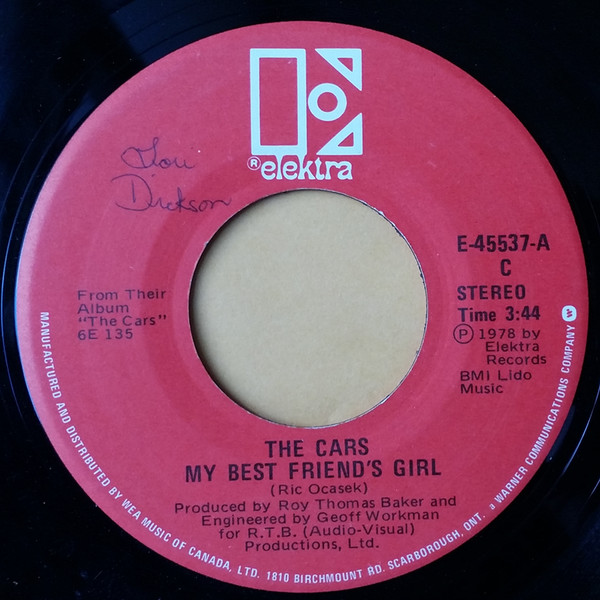 ® elektra
Lori
Dickson
E-45537-A
C
STEREO
Time 3:44
Ⓟ 1978 by
Elektra
Records
BMI Lido
Music
From Their
Album
"The Cars"
6E 135
THE CARS
MY BEST FRIEND'S GIRL
(Ric Ocasek)
Produced by Roy Thomas Baker and
Engineered by Geoff Workman
for R.T.B. (Audio-Visual)
Productions, Ltd.
MANUFACTURED AND DISTRIBUTED BY WEA MUSIC OF CANADA, LTD. 1810 BIRCHMOUNT RD. SCARBOROUGH, ONT. a WARNER COMMUNICATIONS COMPANY